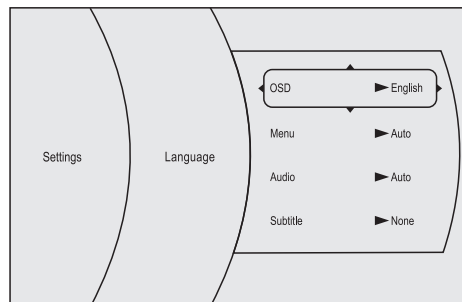 Settings
Language
OSD English
Menu Auto
Audio Auto
Subtitle None